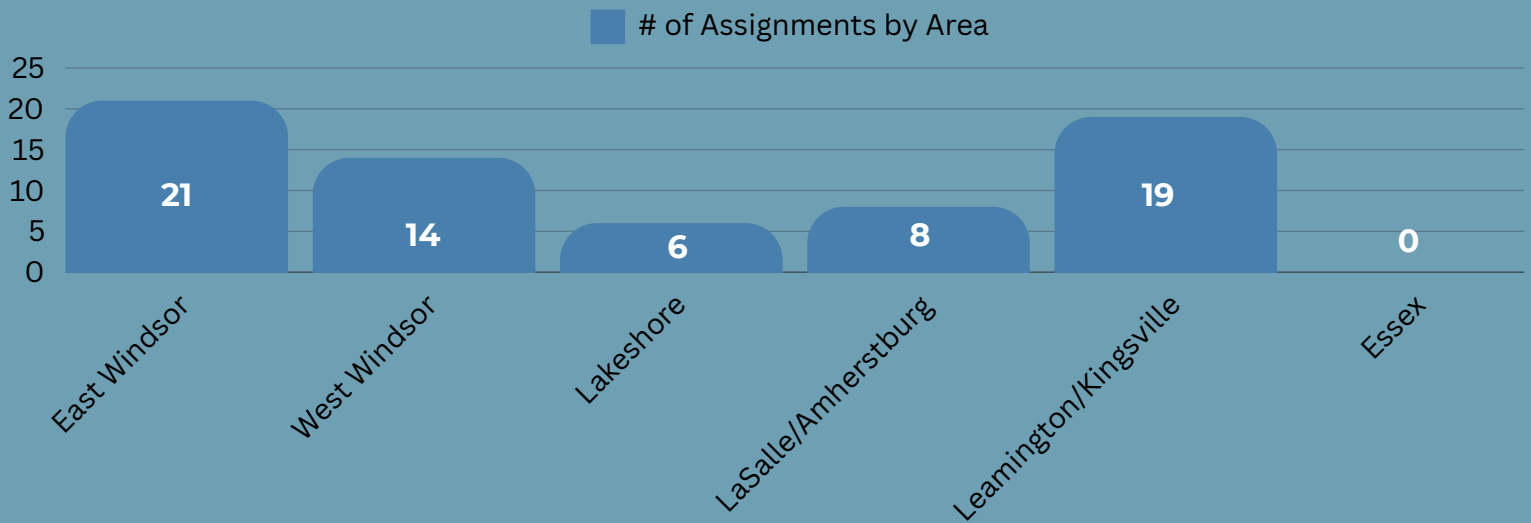 # of Assignments by Area
25
20
15
10
5
0
21
14
6
8
19
0
East Windsor
West Windsor
Lakeshore
LaSalle/Amherstburg
Leamington/Kingsville
Essex